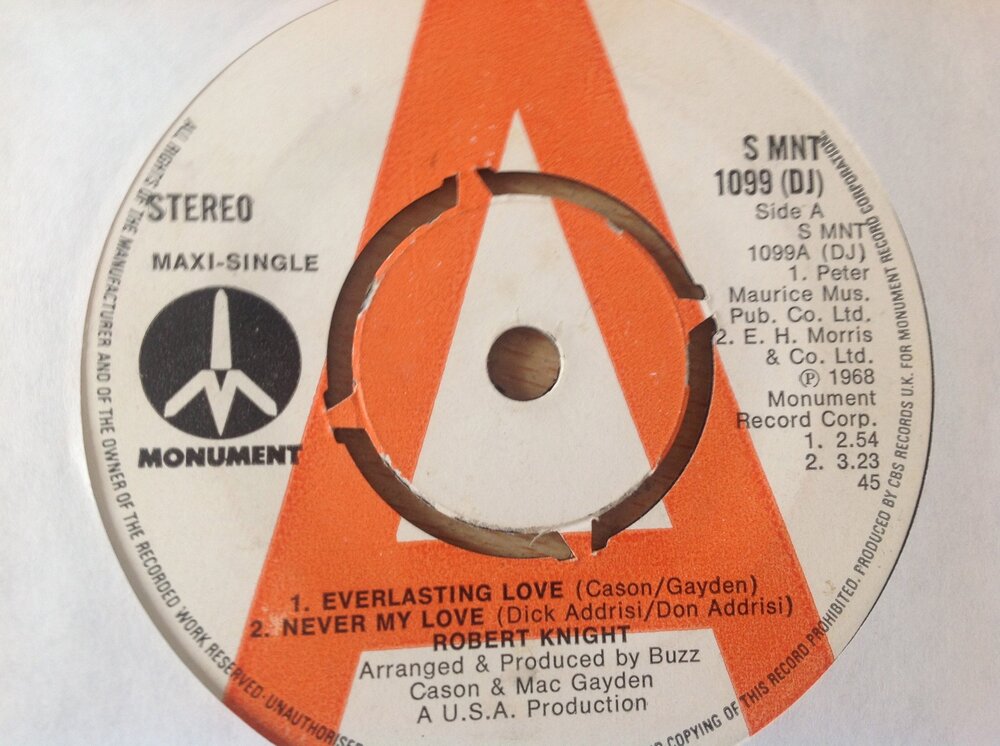 STEREO
MAXI-SINGLE
MONUMENT
S MNT
1099 (DJ)
Side A
S MNT
1099A (DJ)
1. Peter
Maurice Mus.
Pub. Co. Ltd.
2. E. H. Morris
& Co. Ltd.
℗ 1968
Monument
Record Corp.
1. 2.54
2. 3.23
45
1. EVERLASTING LOVE (Cason/Gayden)
2. NEVER MY LOVE (Dick Addrisi/Don Addrisi)
ROBERT KNIGHT
Arranged & Produced by Buzz
Cason & Mac Gayden
A U.S.A. Production
ALL RIGHTS OF THE MANUFACTURER AND OF THE OWNER OF THE RECORDED WORK RESERVED-UNAUTHORISED
COPYING OF THIS RECORD PROHIBITED. PRODUCED BY CBS RECORDS U.K. FOR MONUMENT RECORD CORPORATION.